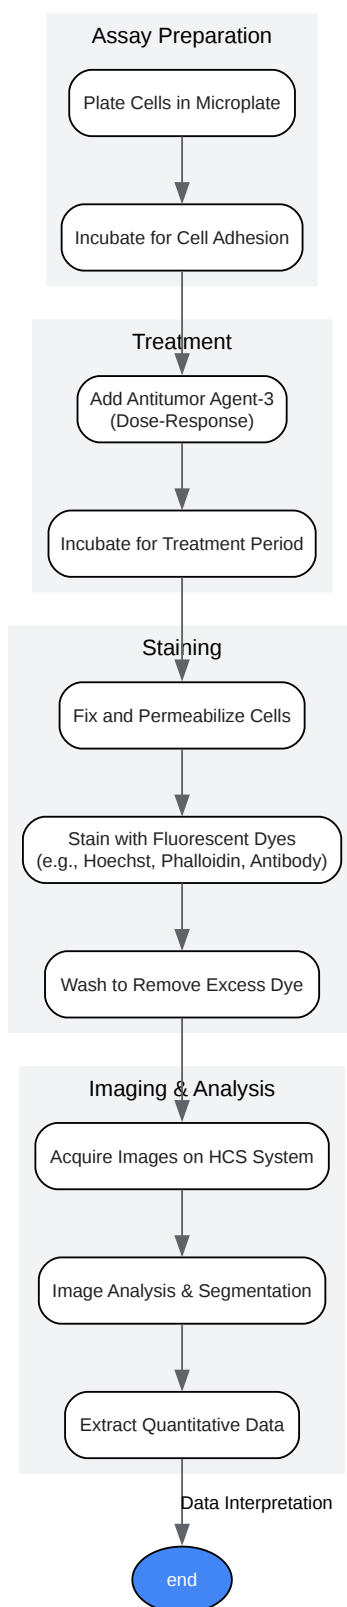 Assay Preparation
Plate Cells in Microplate
Incubate for Cell Adhesion
Treatment
Add Antitumor Agent-3
(Dose-Response)
Incubate for Treatment Period
Staining
Fix and Permeabilize Cells
Stain with Fluorescent Dyes
(e.g., Hoechst, Phalloidin, Antibody)
Wash to Remove Excess Dye
Imaging & Analysis
Acquire Images on HCS System
Image Analysis & Segmentation
Extract Quantitative Data
Data Interpretation
end